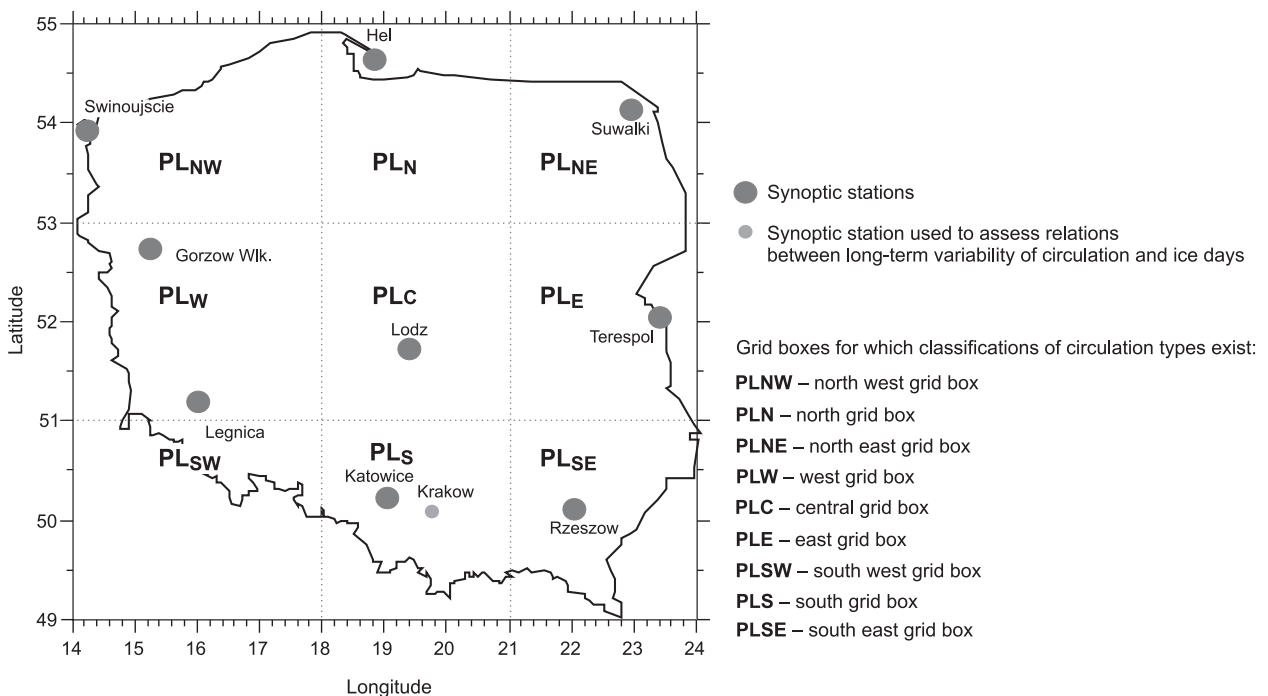 55
Hel
Swinoujscie
54
Suwalki
PLNW
PLN
PLNE
Synoptic stations
53
Synoptic station used to assess relations
between long-term variability of circulation and ice days
Gorzow Wlk.
PLW
PLC
PLE
Latitude
52
Lodz
Terespol
Grid boxes for which classifications of circulation types exist:
PLNW – north west grid box
PLN – north grid box
PLNE – north east grid box
PLW – west grid box
PLC – central grid box
PLE – east grid box
PLSW – south west grid box
PLS – south grid box
PLSE – south east grid box
51
Legnica
PLSW
PLS
PLSE
Katowice
Krakow
50
Rzeszow
49
14 15 16 17 18 19 20 21 22 23 24
Longitude